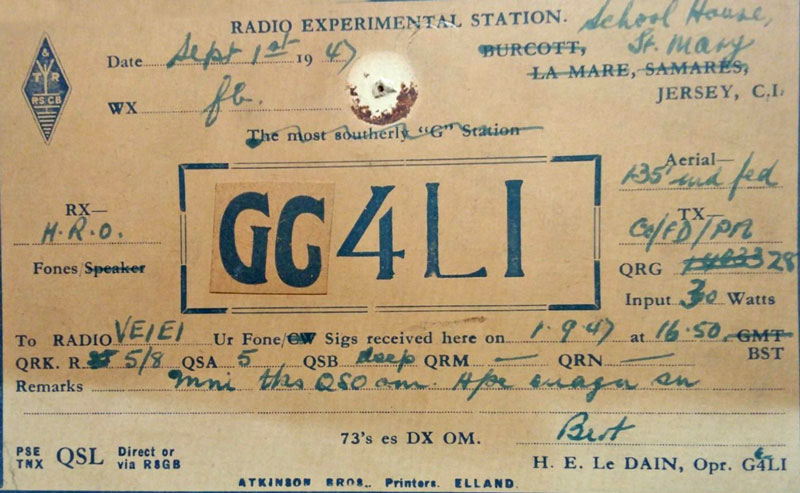 RADIO EXPERIMENTAL STATION.
School House,
Date Sept 1st 1947
BURCOTT, St. Mary
LA MARE, SAMARES,
JERSEY, C.I.
& T R RSGB
WX fb.
The most southerly "G" Station
Aerial— 135' end fed
RX— H.R.O.
GG4LI
TX— CO/FD/PA
Fones/Speaker
QRG 28
Input 30 Watts
To RADIO VE1EI Ur Fone/CW Sigs received here on 1.9.47 at 16.50 GMT
BST
QRK. R 5/8 QSA 5 QSB deep QRM — QRN —
Remarks mni tks QSO om. Hpe cuagn sn
73's es DX OM. Bert
PSE TNX QSL Direct or via RSGB
H. E. Le DAIN, Opr. GC4LI
ATKINSON BROS., Printers, ELLAND.